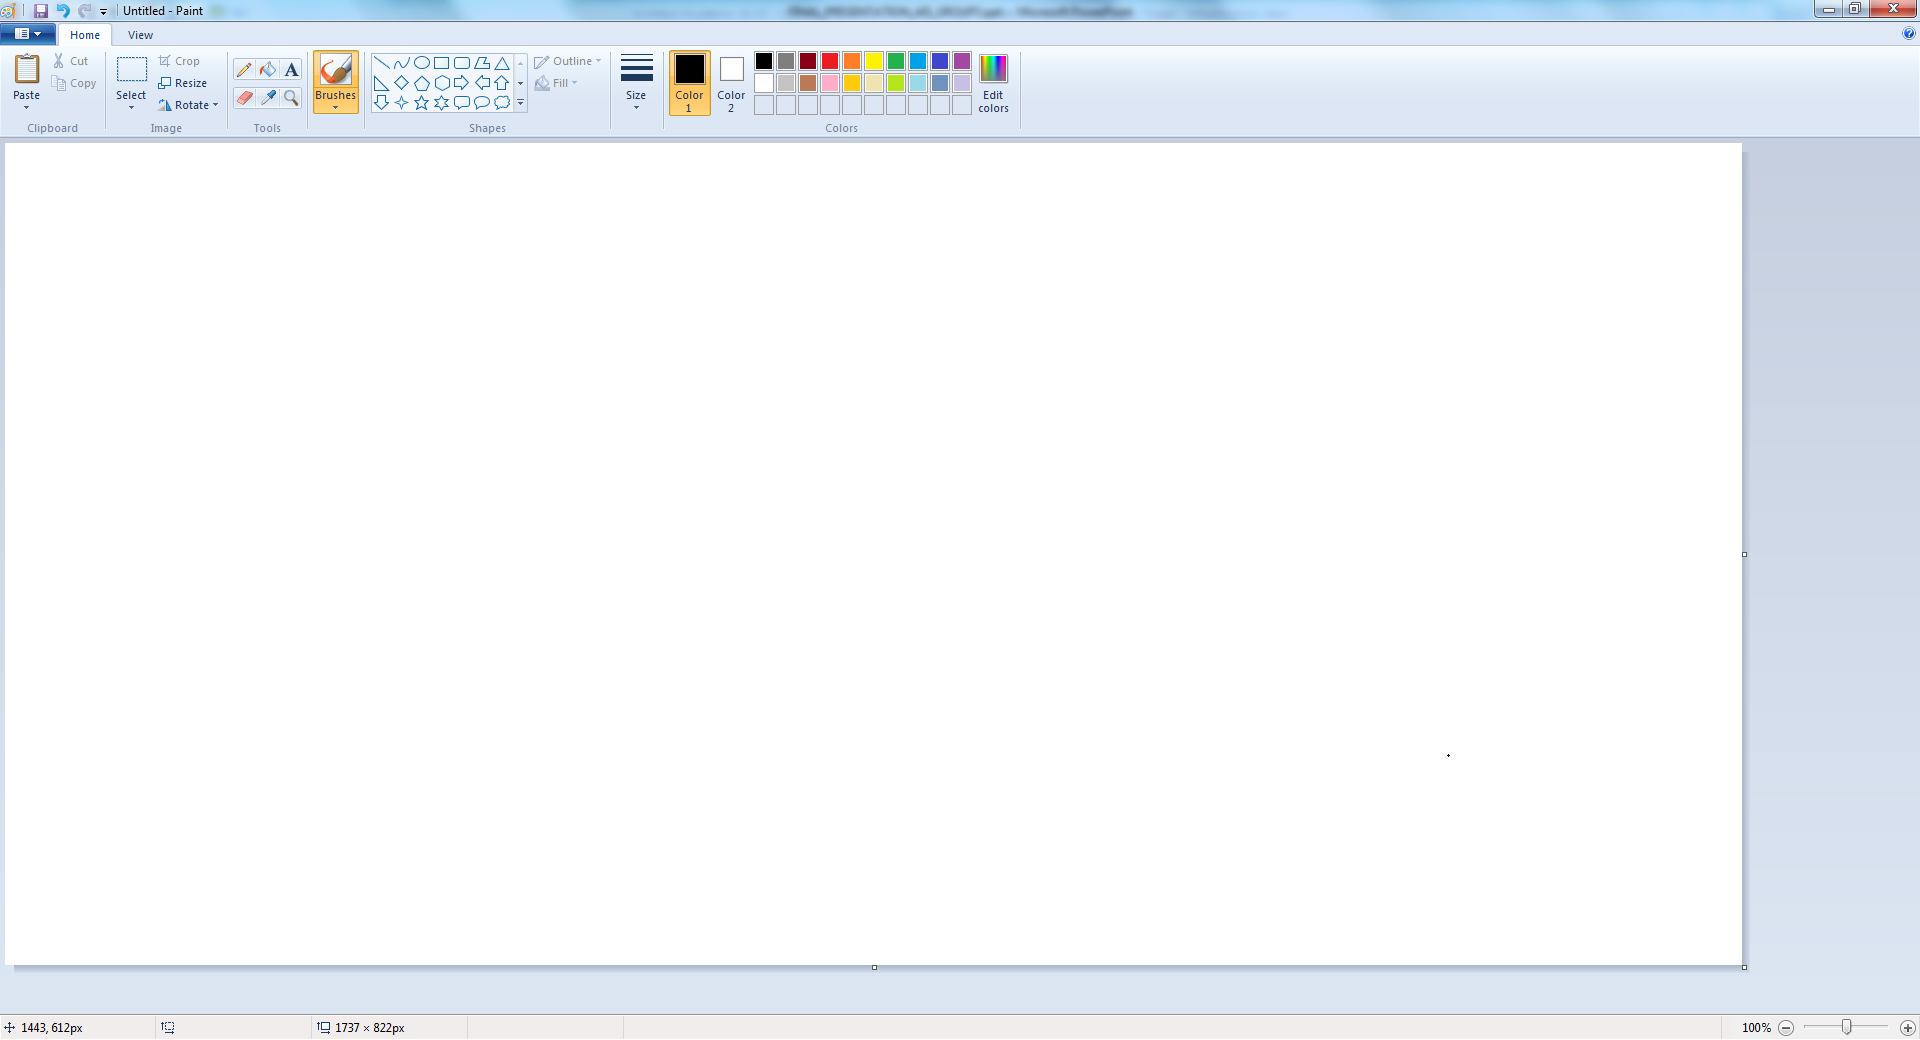 Untitled - Paint
Home View
Paste Cut Copy
Select Crop Resize Rotate
A
Brushes
Outline
Fill
Size
Color 1
Color 2
Edit colors
Clipboard Image Tools Shapes Colors
1443, 612px
1737 × 822px
100%